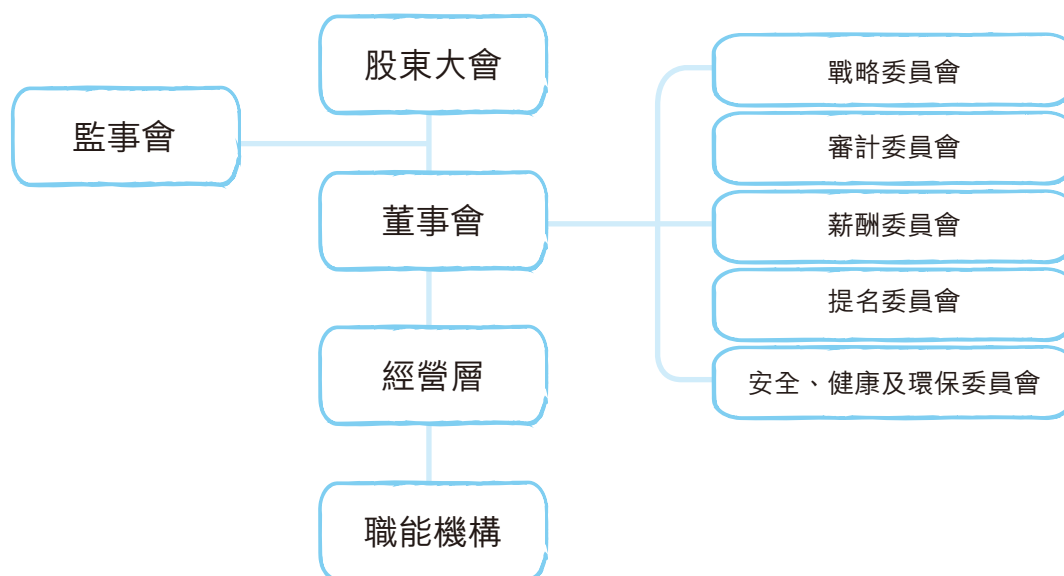 股東大會
監事會
董事會
經營層
職能機構
戰略委員會
審計委員會
薪酬委員會
提名委員會
安全、健康及環保委員會